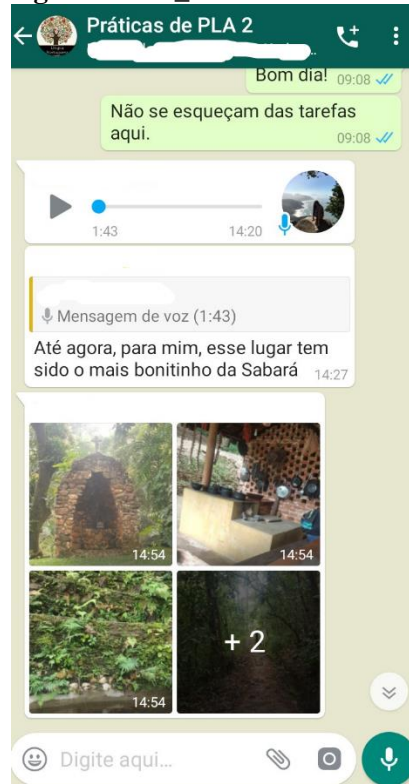 Práticas de PLA 2
Bom dia! 09:08
Não se esqueçam das tarefas
aqui. 09:08
1:43 14:20
Mensagem de voz (1:43)
Até agora, para mim, esse lugar tem
sido o mais bonitinho da Sabará 14:27
14:54 14:54
14:54 + 2
Digite aqui...